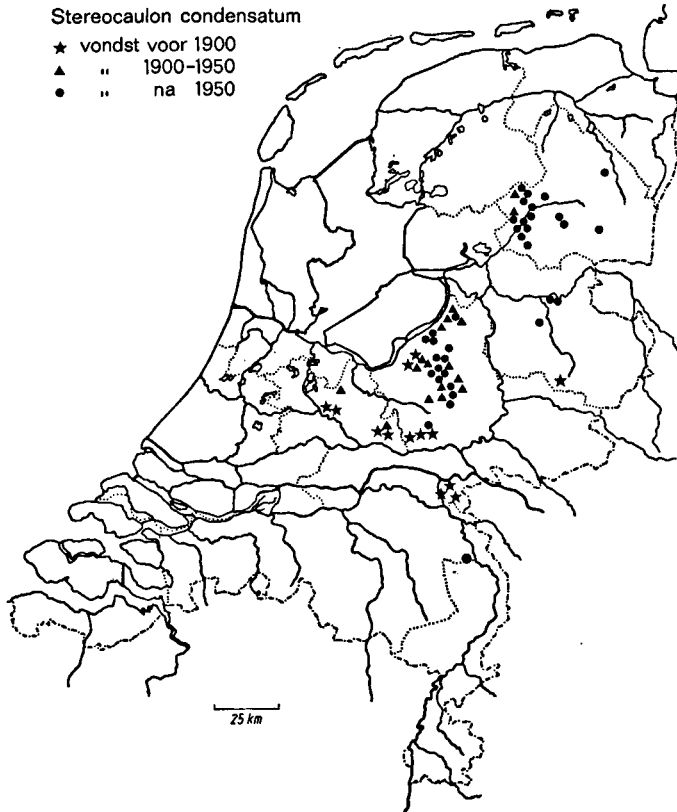 Stereocaulon condensatum
★ vondst voor 1900
▲ " 1900-1950
● " na 1950
25 km